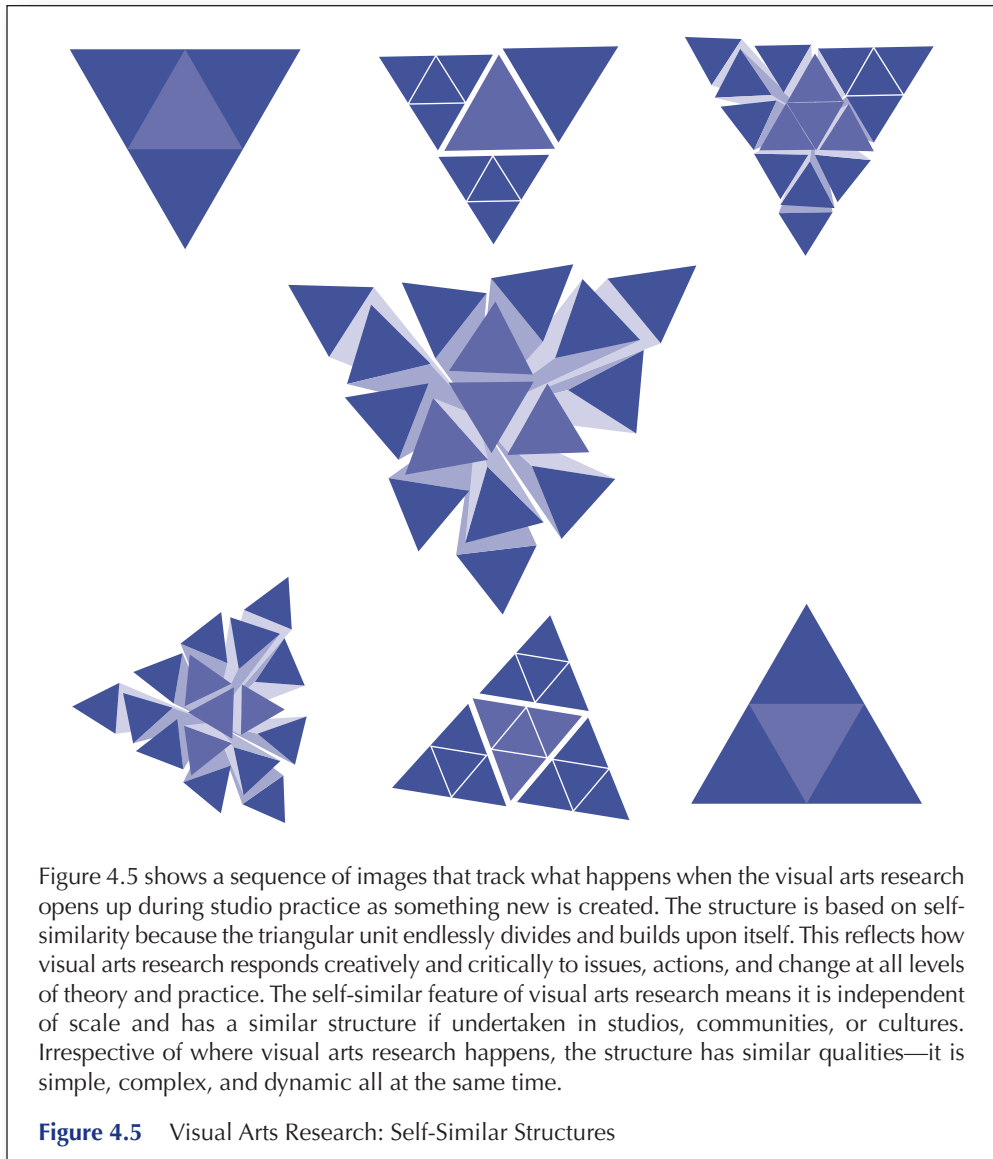 Figure 4.5 shows a sequence of images that track what happens when the visual arts research
opens up during studio practice as something new is created. The structure is based on self-
similarity because the triangular unit endlessly divides and builds upon itself. This reflects how
visual arts research responds creatively and critically to issues, actions, and change at all levels
of theory and practice. The self-similar feature of visual arts research means it is independent
of scale and has a similar structure if undertaken in studios, communities, or cultures.
Irrespective of where visual arts research happens, the structure has similar qualities—it is
simple, complex, and dynamic all at the same time.
Figure 4.5 Visual Arts Research: Self-Similar Structures